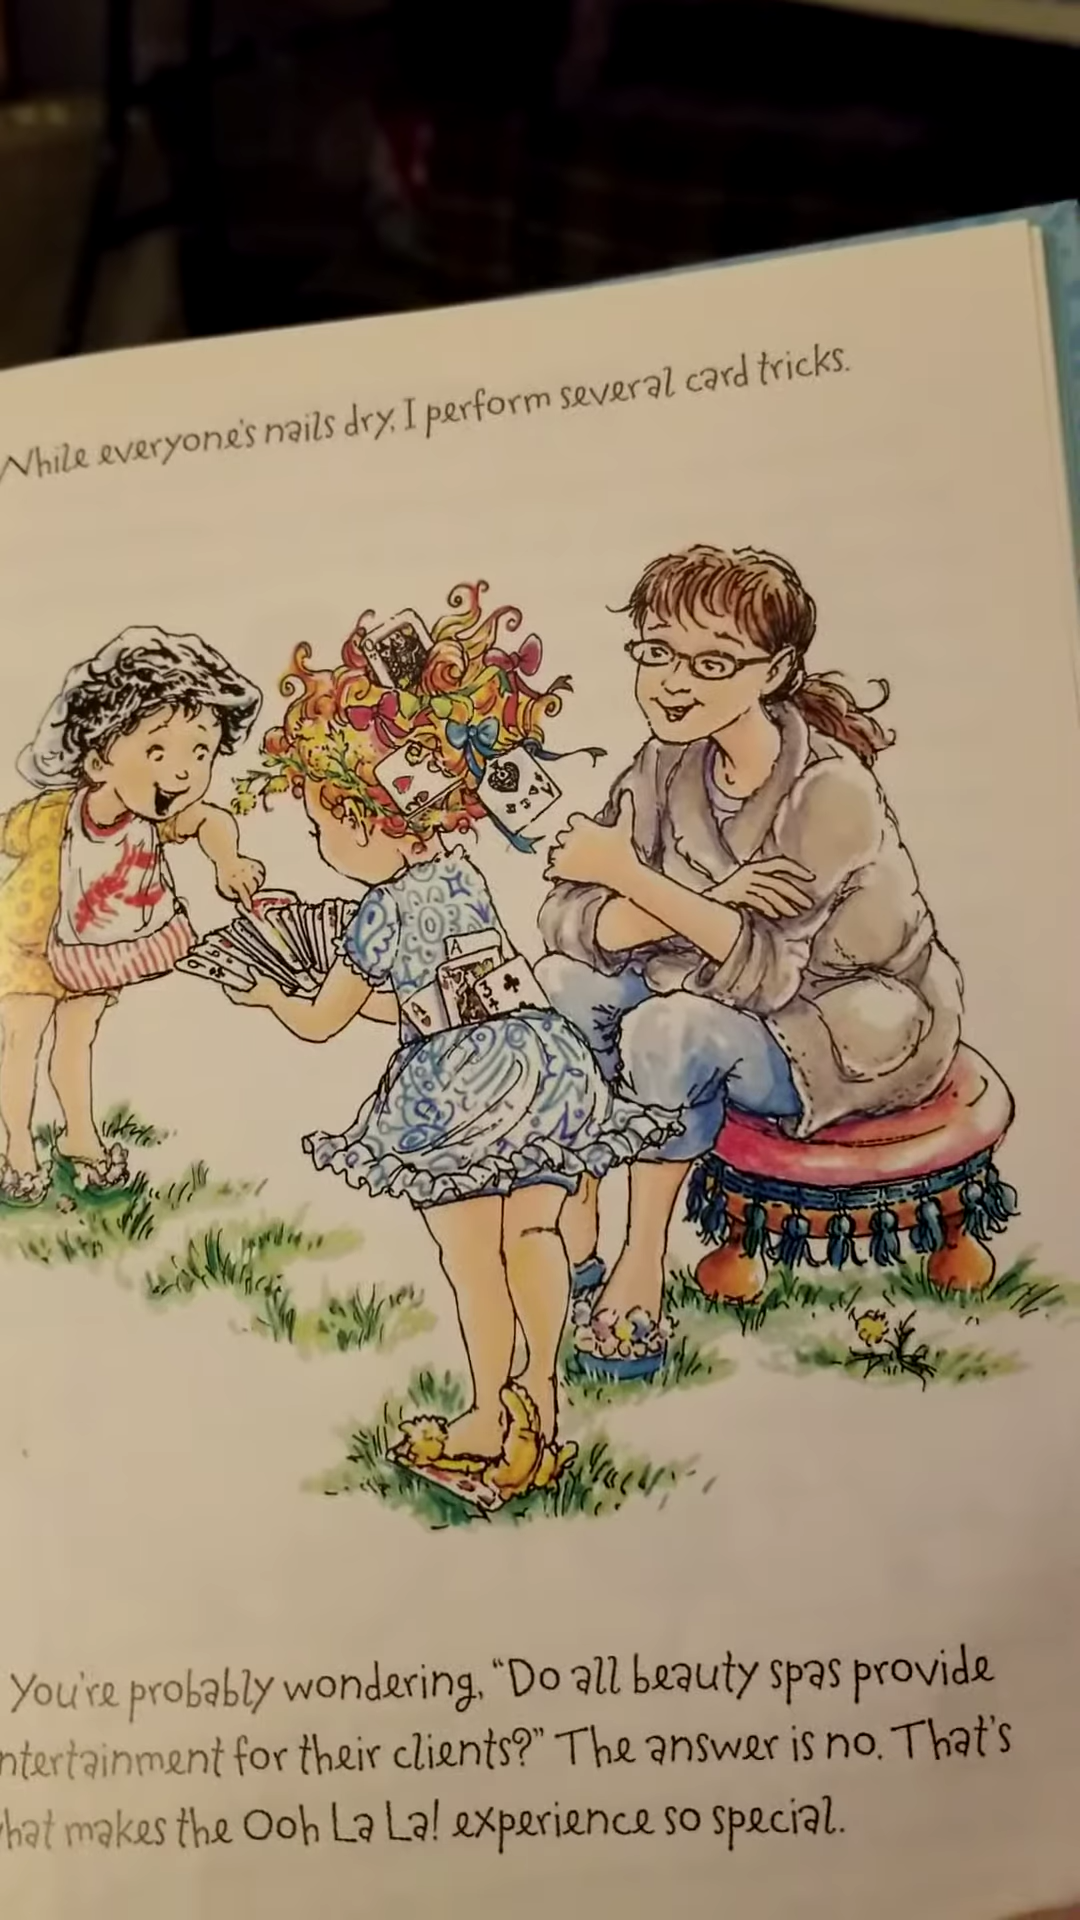 While everyone's nails dry, I perform several card tricks.
A
3
A
You're probably wondering, "Do all beauty spas provide
ntertainment for their clients?" The answer is no. That's
hat makes the Ooh La La! experience so special.